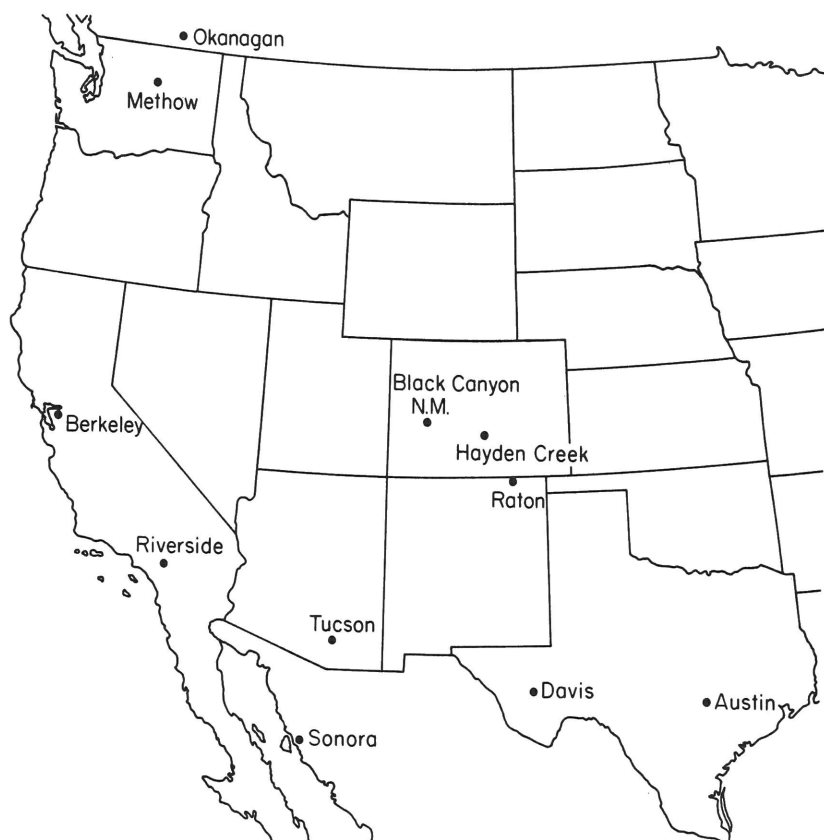 Okanagan
Methow
Black Canyon
N.M.
Berkeley
Hayden Creek
Raton
Riverside
Tucson
Davis
Austin
Sonora